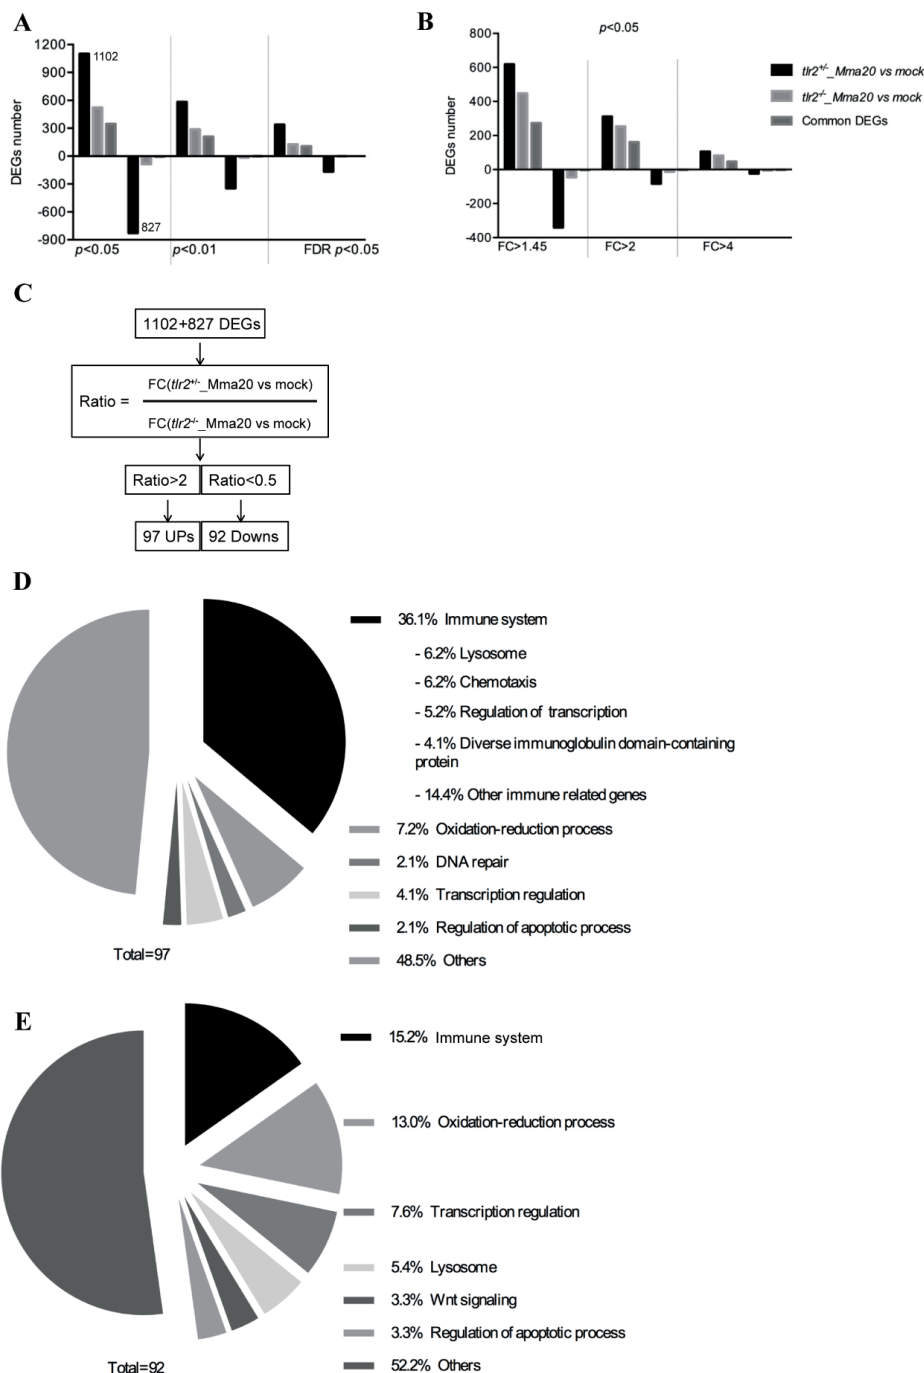 A
1200
900
600
300
0
-300
-600
-900
DEGs number
1102
827
p<0.05
p<0.01
FDR p<0.05
B
p<0.05
800
600
400
200
0
-200
-400
DEGs number
FC>1.45
FC>2
FC>4
tlr2+/-_Mma20 vs mock
tlr2-/-_Mma20 vs mock
Common DEGs
C
1102+827 DEGs
Ratio =
FC(tlr2+/-_Mma20 vs mock)
FC(tlr2-/-_Mma20 vs mock)
Ratio>2
Ratio<0.5
97 UPs
92 Downs
D
36.1% Immune system
- 6.2% Lysosome
- 6.2% Chemotaxis
- 5.2% Regulation of transcription
- 4.1% Diverse immunoglobulin domain-containing
protein
- 14.4% Other immune related genes
7.2% Oxidation-reduction process
2.1% DNA repair
4.1% Transcription regulation
2.1% Regulation of apoptotic process
48.5% Others
Total=97
E
15.2% Immune system
13.0% Oxidation-reduction process
7.6% Transcription regulation
5.4% Lysosome
3.3% Wnt signaling
3.3% Regulation of apoptotic process
52.2% Others
Total=92